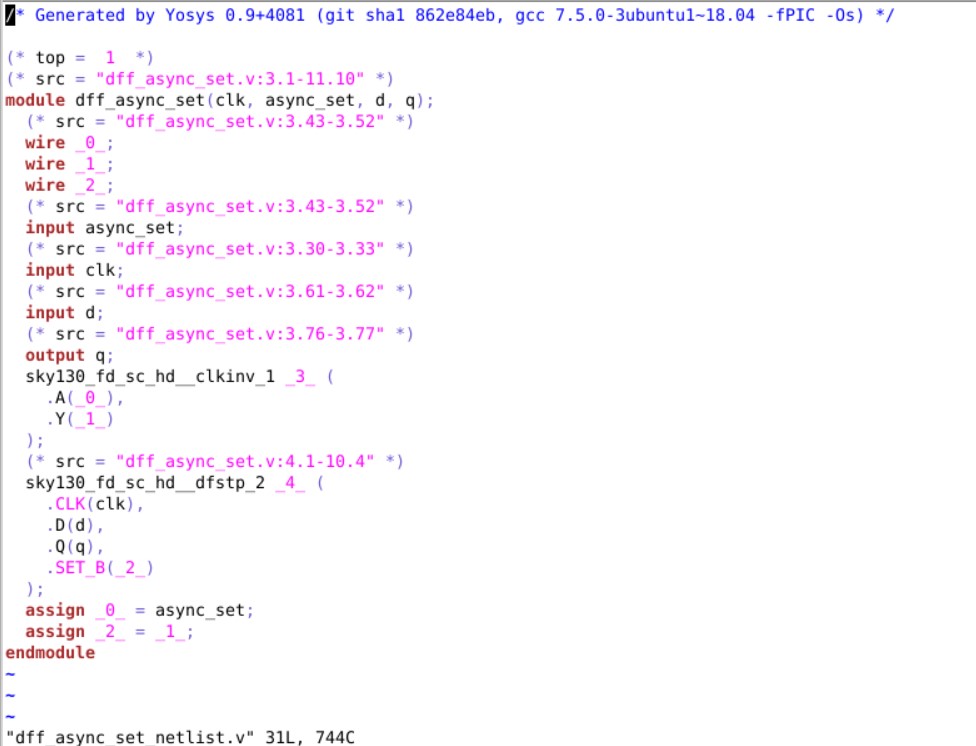 /* Generated by Yosys 0.9+4081 (git sha1 862e84eb, gcc 7.5.0-3ubuntu1~18.04 -fPIC -Os) */

(* top =  1  *)
(* src = "dff_async_set.v:3.1-11.10" *)
module dff_async_set(clk, async_set, d, q);
  (* src = "dff_async_set.v:3.43-3.52" *)
  wire _0_;
  wire _1_;
  wire _2_;
  (* src = "dff_async_set.v:3.43-3.52" *)
  input async_set;
  (* src = "dff_async_set.v:3.30-3.33" *)
  input clk;
  (* src = "dff_async_set.v:3.61-3.62" *)
  input d;
  (* src = "dff_async_set.v:3.76-3.77" *)
  output q;
  sky130_fd_sc_hd__clkinv_1 _3_ (
    .A(_0_),
    .Y(_1_)
  );
  (* src = "dff_async_set.v:4.1-10.4" *)
  sky130_fd_sc_hd__dfstp_2 _4_ (
    .CLK(clk),
    .D(d),
    .Q(q),
    .SET_B(_2_)
  );
  assign _0_ = async_set;
  assign _2_ = _1_;
endmodule
~
~
~
"dff_async_set_netlist.v" 31L, 744C